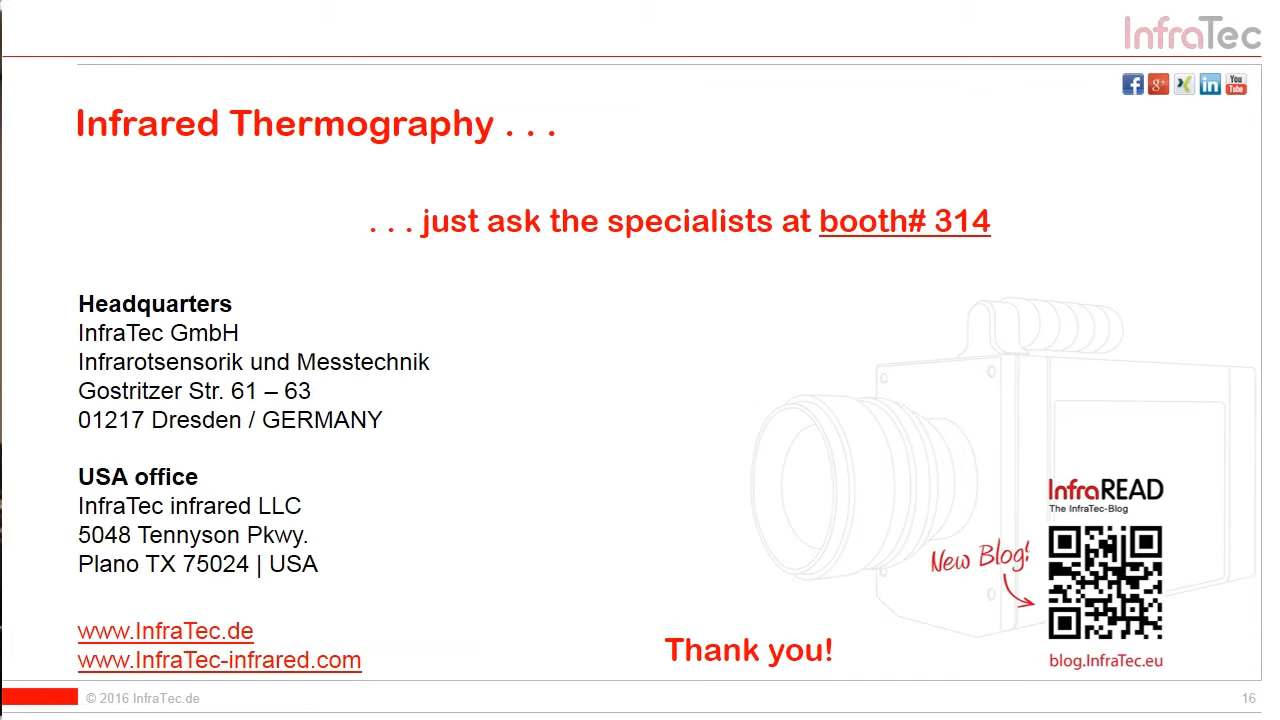 InfraTec
Infrared Thermography . . .
. . . just ask the specialists at booth# 314
Headquarters
InfraTec GmbH
Infrarotsensorik und Messtechnik
Gostritzer Str. 61 – 63
01217 Dresden / GERMANY
USA office
InfraTec infrared LLC
5048 Tennyson Pkwy.
Plano TX 75024 | USA
www.InfraTec.de
www.InfraTec-infrared.com
Thank you!
New Blog!
InfraREAD
The InfraTec-Blog
blog.InfraTec.eu
© 2016 InfraTec.de
16